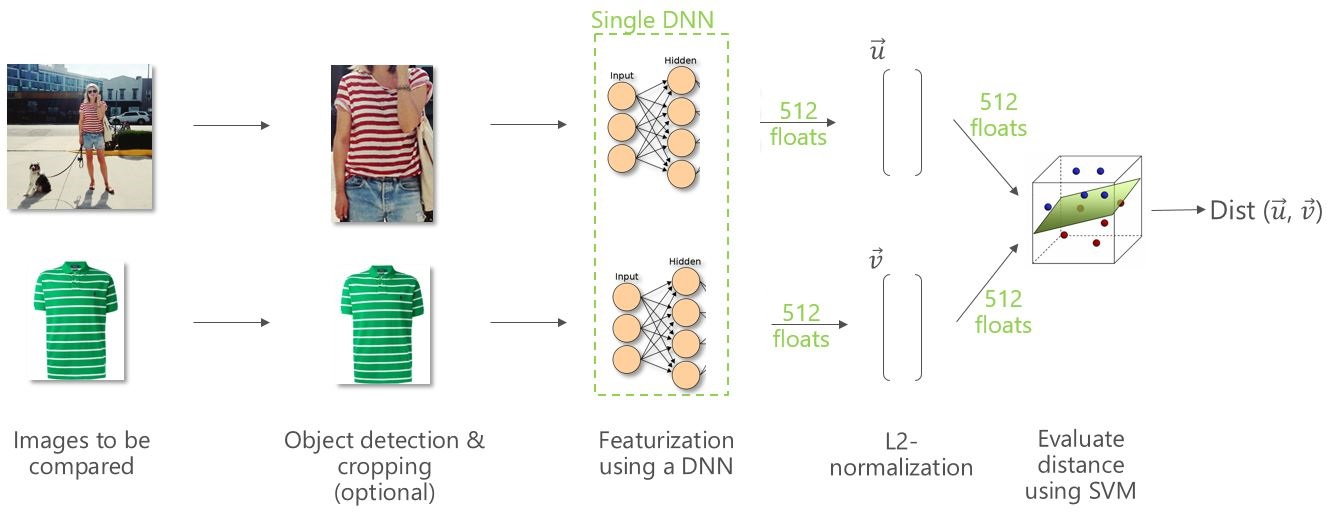 Single DNN
Input
Hidden
512
floats
u⃗
512
floats
Dist (u⃗, v⃗)
Input
Hidden
512
floats
v⃗
512
floats
Images to be
compared
Object detection &
cropping
(optional)
Featurization
using a DNN
L2-
normalization
Evaluate
distance
using SVM